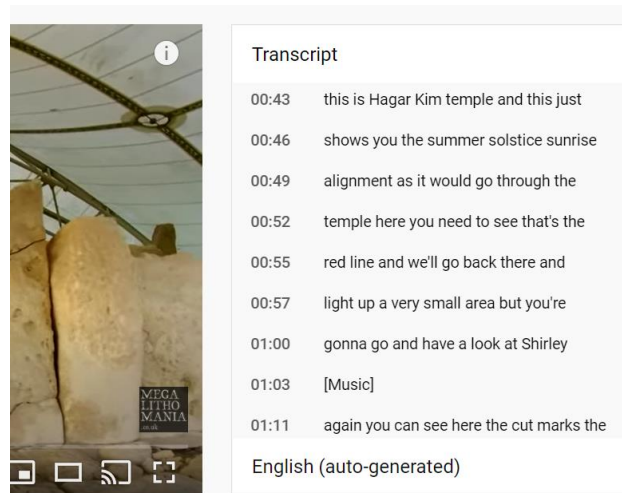 Transcript
00:43 this is Hagar Kim temple and this just
00:46 shows you the summer solstice sunrise
00:49 alignment as it would go through the
00:52 temple here you need to see that's the
00:55 red line and we'll go back there and
00:57 light up a very small area but you're
01:00 gonna go and have a look at Shirley
01:03 [Music]
01:11 again you can see here the cut marks the
English (auto-generated)
MEGA
LITHO
MANIA
.co.uk